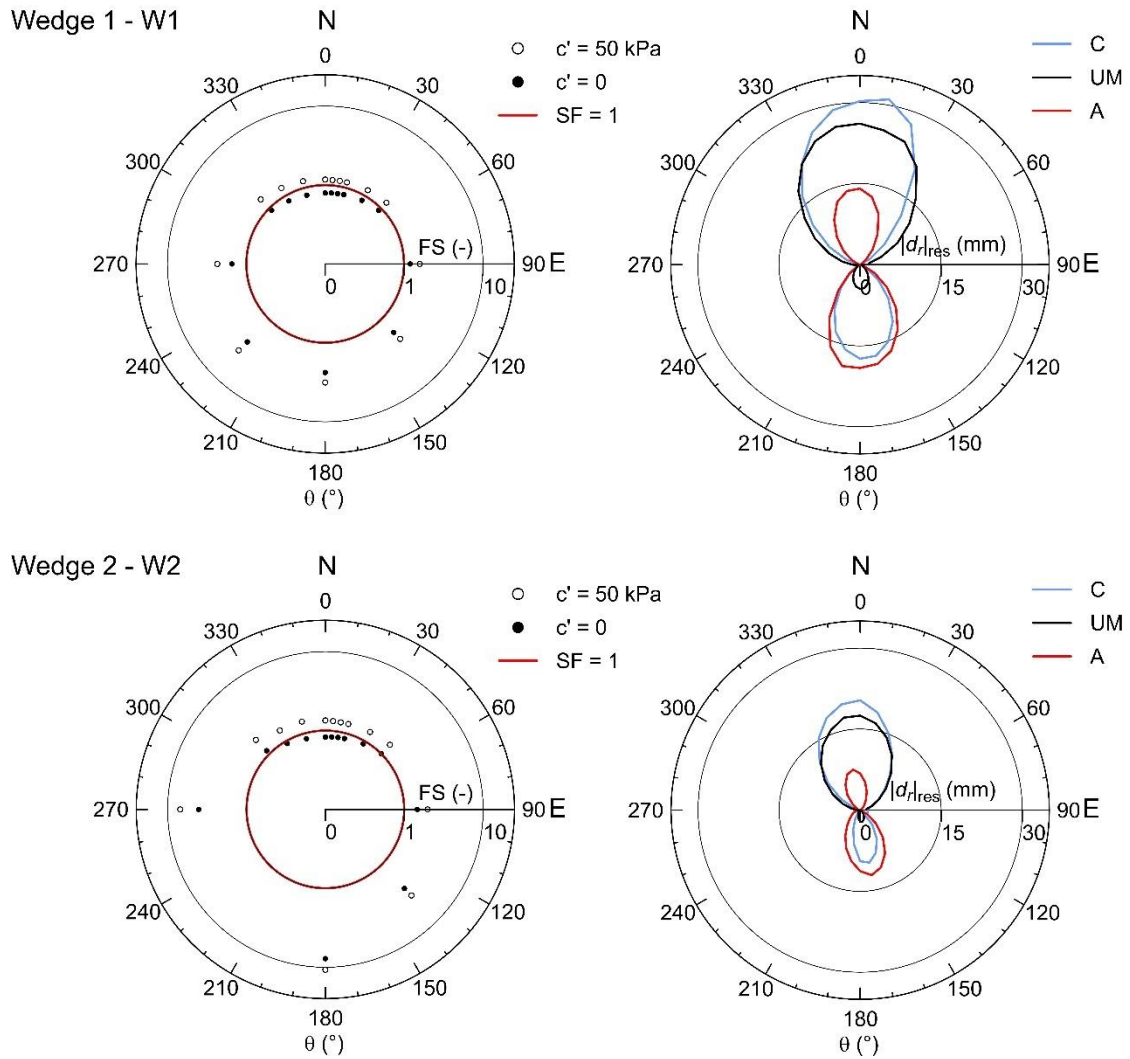 Wedge 1 - W1
N
c' = 50 kPa
c' = 0
SF = 1
0
30
60
90 E
120
150
180
210
240
270
300
330
FS (-)
0 1 10
θ (°)
N
C
UM
A
0
30
60
90 E
120
150
180
210
240
270
300
330
|dr|res (mm)
0 15 30
θ (°)
Wedge 2 - W2
N
c' = 50 kPa
c' = 0
SF = 1
0
30
60
90 E
120
150
180
210
240
270
300
330
FS (-)
0 1 10
θ (°)
N
C
UM
A
0
30
60
90 E
120
150
180
210
240
270
300
330
|dr|res (mm)
0 15 30
θ (°)